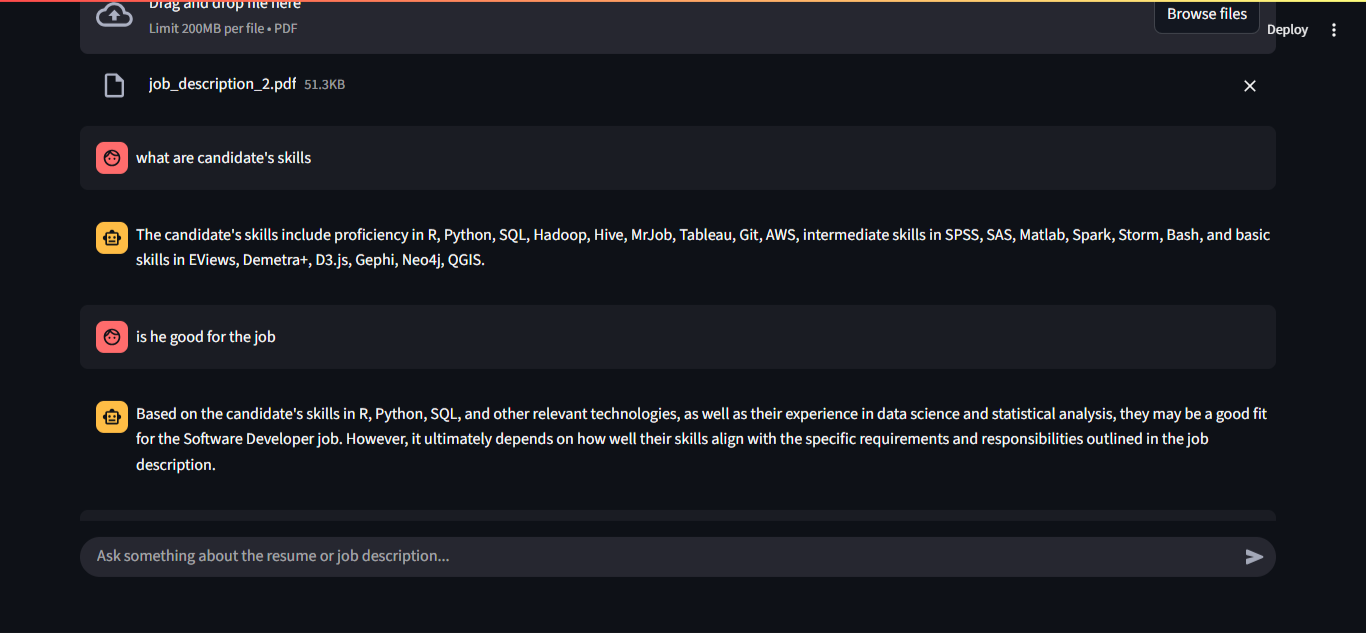 Drag and drop file here
Limit 200MB per file • PDF
Browse files
Deploy
job_description_2.pdf 51.3KB
what are candidate's skills
The candidate's skills include proficiency in R, Python, SQL, Hadoop, Hive, MrJob, Tableau, Git, AWS, intermediate skills in SPSS, SAS, Matlab, Spark, Storm, Bash, and basic
skills in EViews, Demetra+, D3.js, Gephi, Neo4j, QGIS.
is he good for the job
Based on the candidate's skills in R, Python, SQL, and other relevant technologies, as well as their experience in data science and statistical analysis, they may be a good fit
for the Software Developer job. However, it ultimately depends on how well their skills align with the specific requirements and responsibilities outlined in the job
description.
Ask something about the resume or job description...